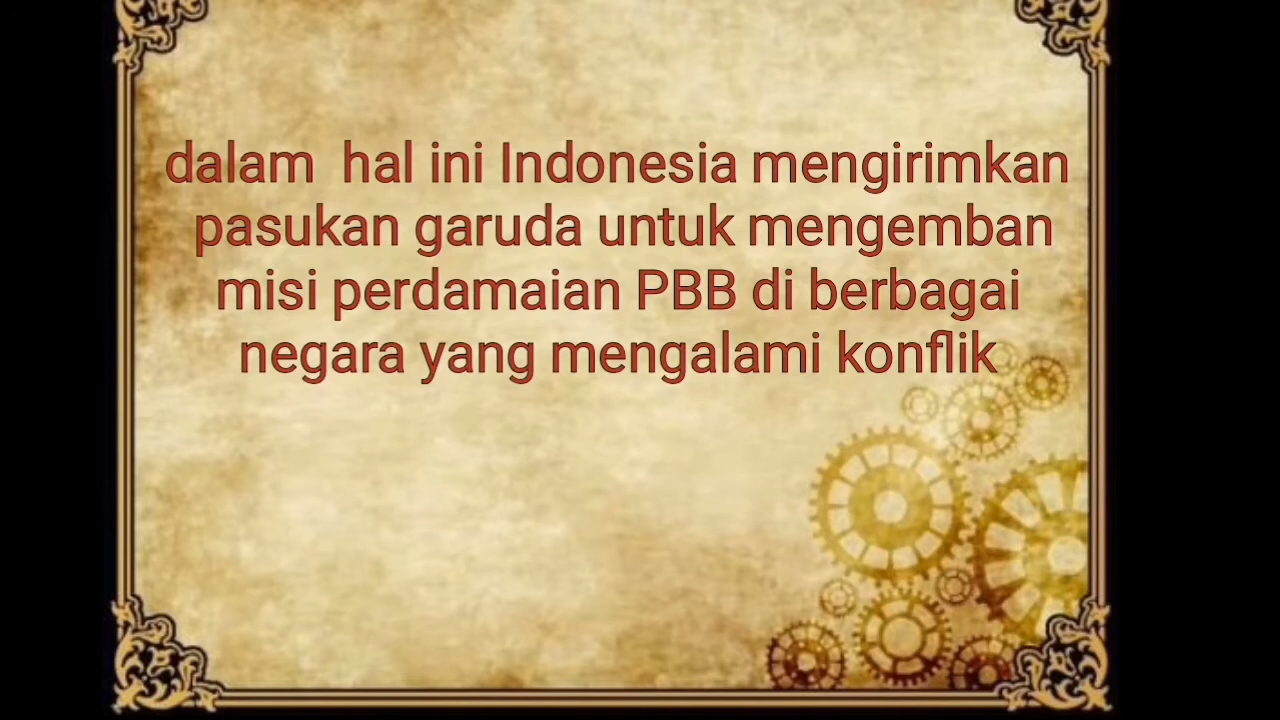 dalam  hal ini Indonesia mengirimkan
pasukan garuda untuk mengemban
misi perdamaian PBB di berbagai
negara yang mengalami konflik